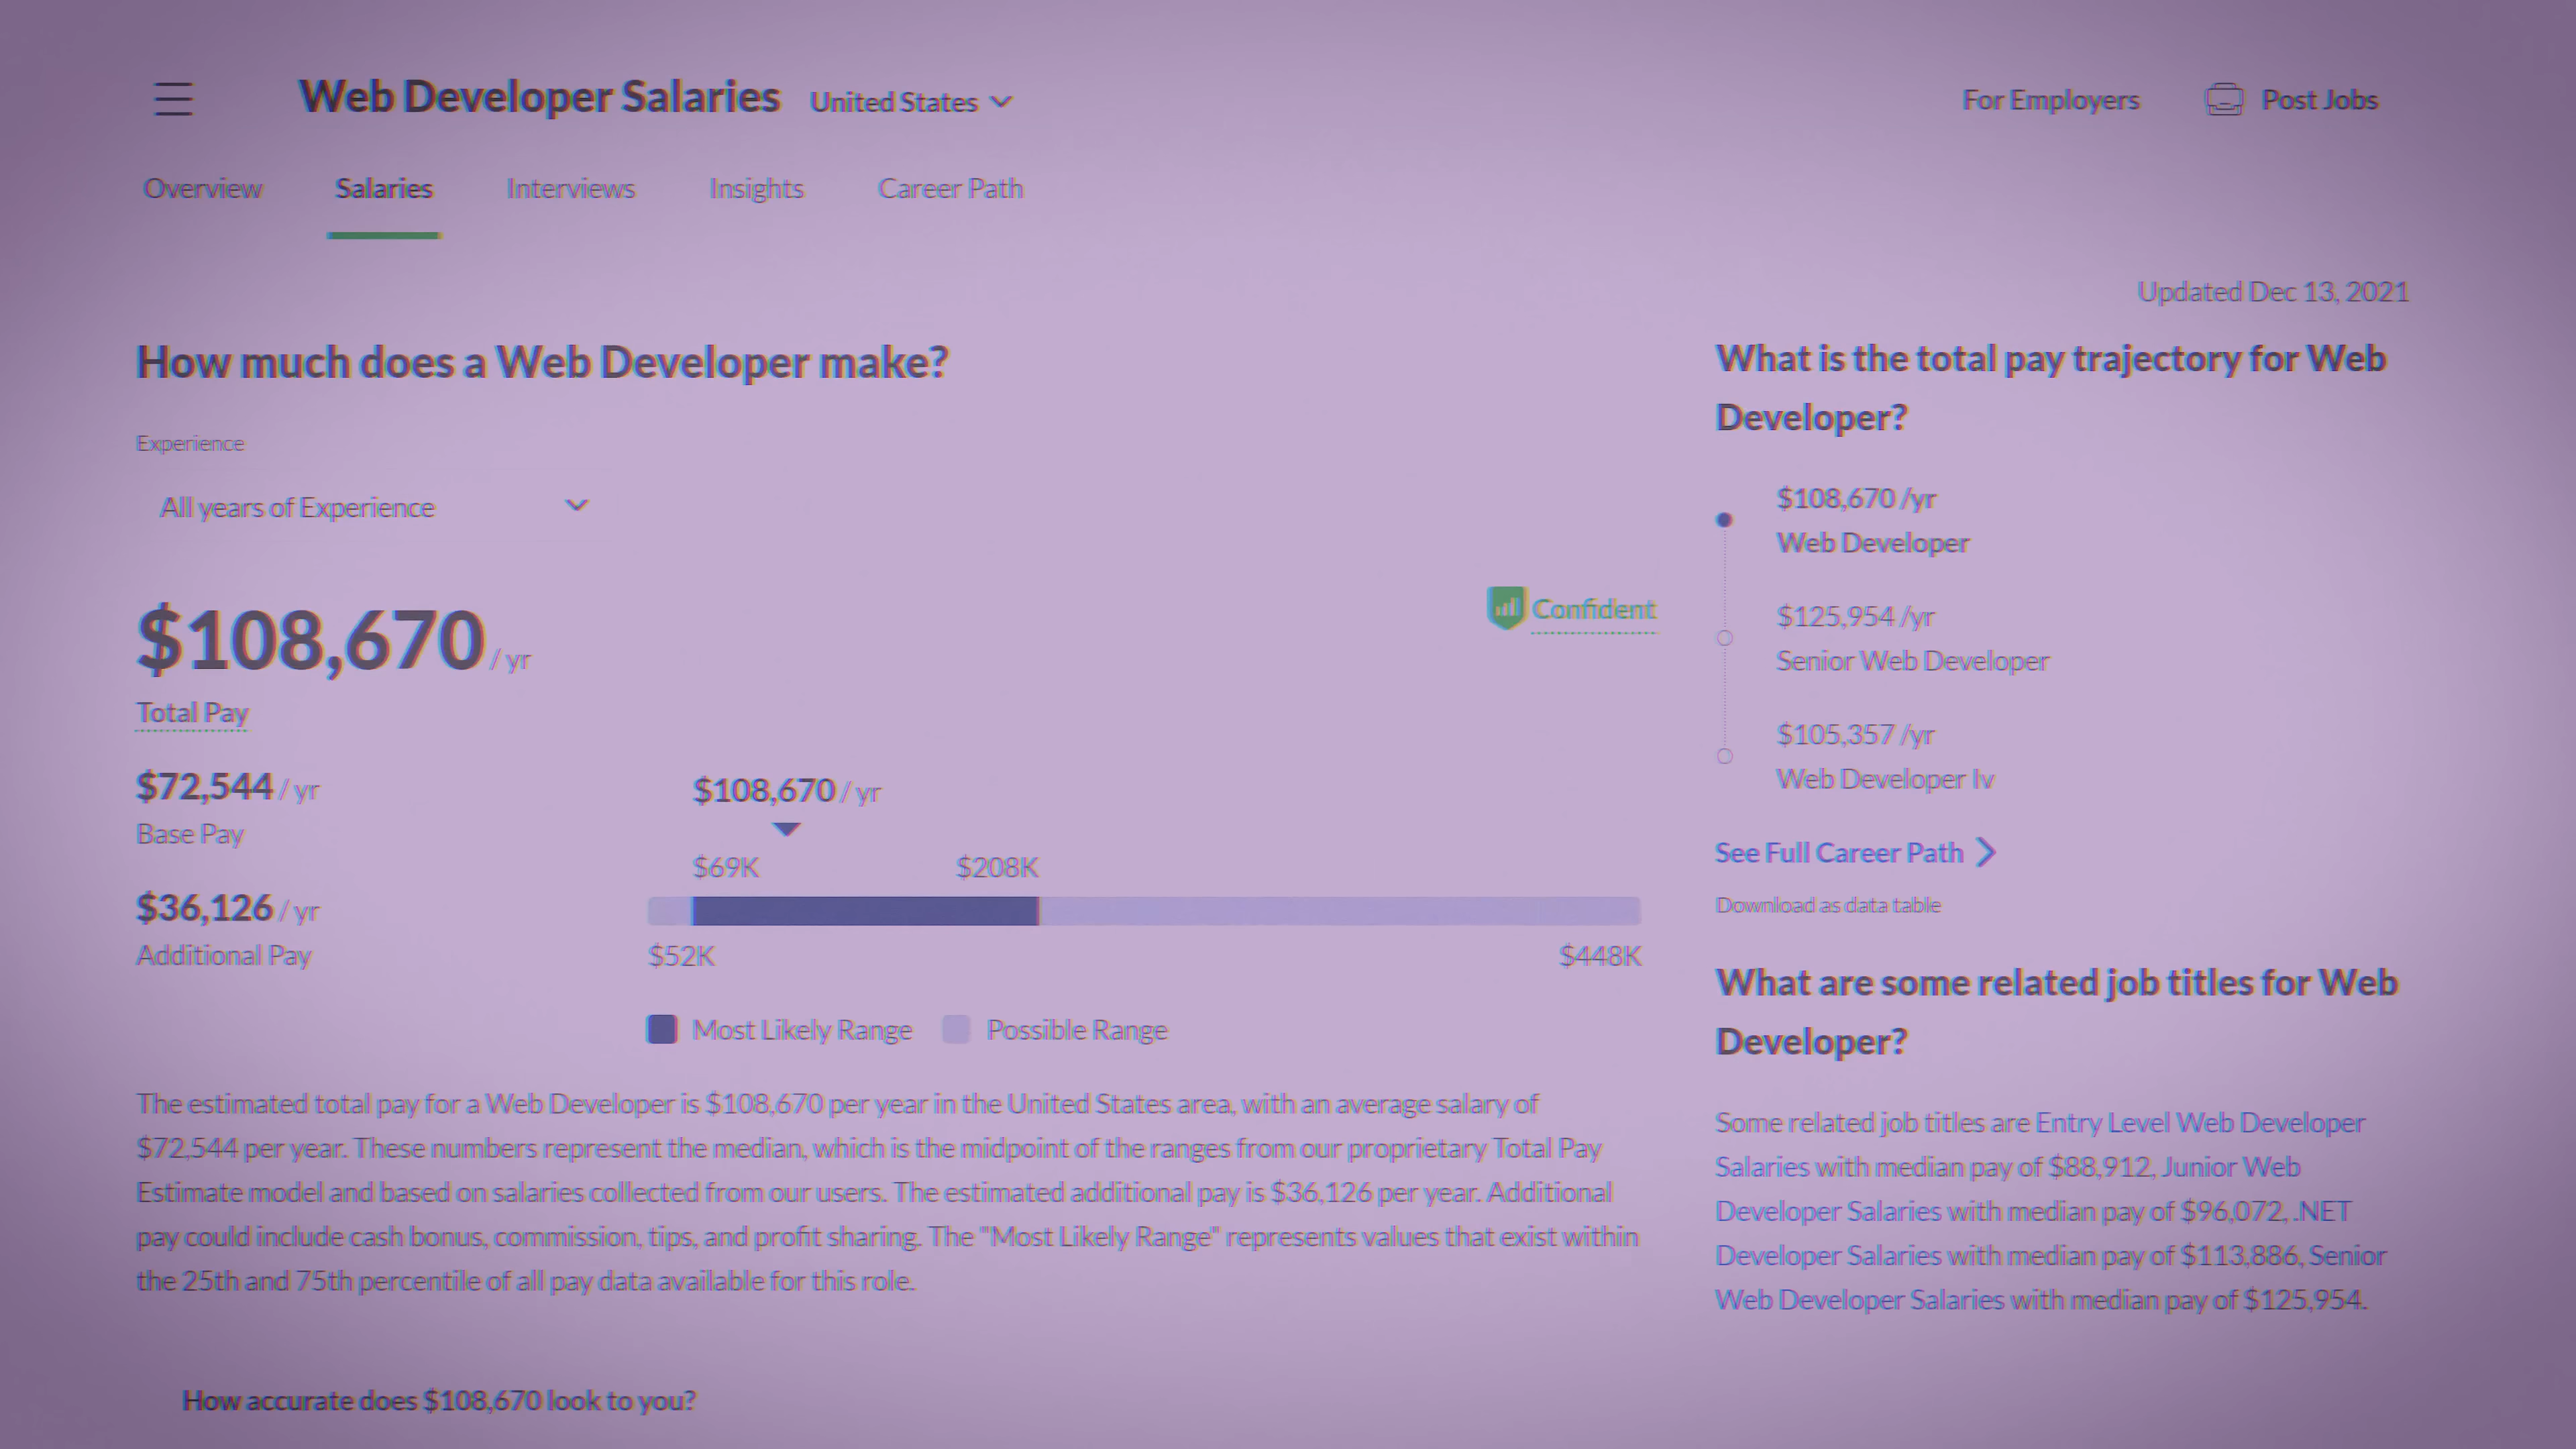 Web Developer Salaries United States
For Employers Post Jobs
Overview Salaries Interviews Insights Career Path
Updated Dec 13, 2021
How much does a Web Developer make?
Experience
All years of Experience
$108,670 / yr
Confident
Total Pay
$72,544 / yr
Base Pay
$36,126 / yr
Additional Pay
$108,670 / yr
$69K $208K
$52K $448K
Most Likely Range Possible Range
The estimated total pay for a Web Developer is $108,670 per year in the United States area, with an average salary of
$72,544 per year. These numbers represent the median, which is the midpoint of the ranges from our proprietary Total Pay
Estimate model and based on salaries collected from our users. The estimated additional pay is $36,126 per year. Additional
pay could include cash bonus, commission, tips, and profit sharing. The "Most Likely Range" represents values that exist within
the 25th and 75th percentile of all pay data available for this role.
How accurate does $108,670 look to you?
What is the total pay trajectory for Web
Developer?
$108,670 /yr
Web Developer
$125,954 /yr
Senior Web Developer
$105,357 /yr
Web Developer Iv
See Full Career Path
Download as data table
What are some related job titles for Web
Developer?
Some related job titles are Entry Level Web Developer
Salaries with median pay of $88,912, Junior Web
Developer Salaries with median pay of $96,072, .NET
Developer Salaries with median pay of $113,886, Senior
Web Developer Salaries with median pay of $125,954.